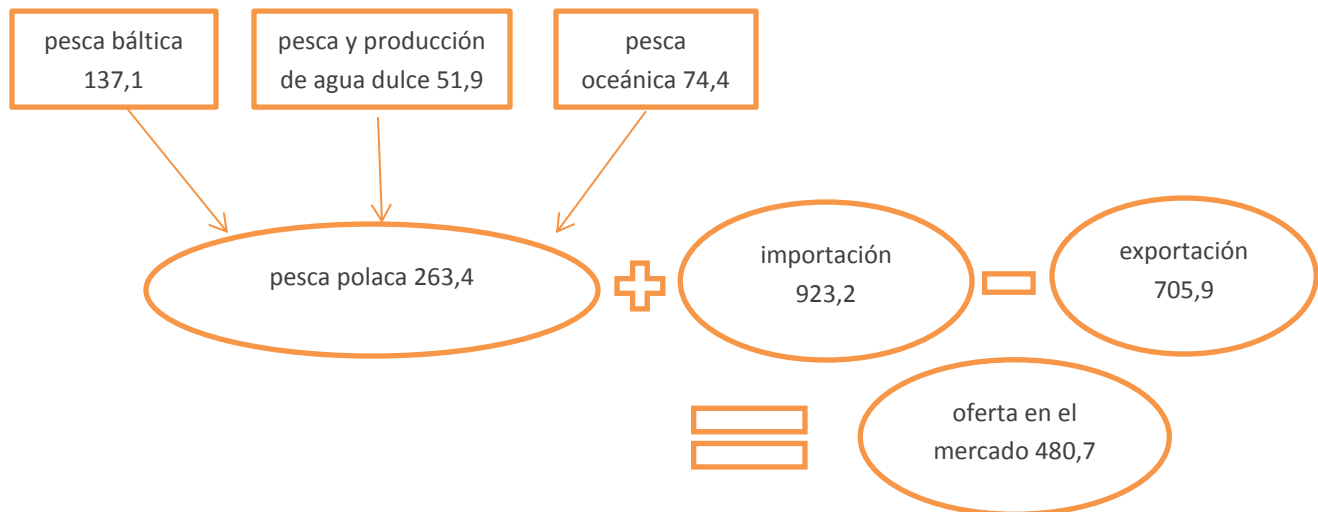 pesca báltica
137,1
pesca y producción
de agua dulce 51,9
pesca
oceánica 74,4
pesca polaca 263,4
importación
923,2
exportación
705,9
oferta en el
mercado 480,7